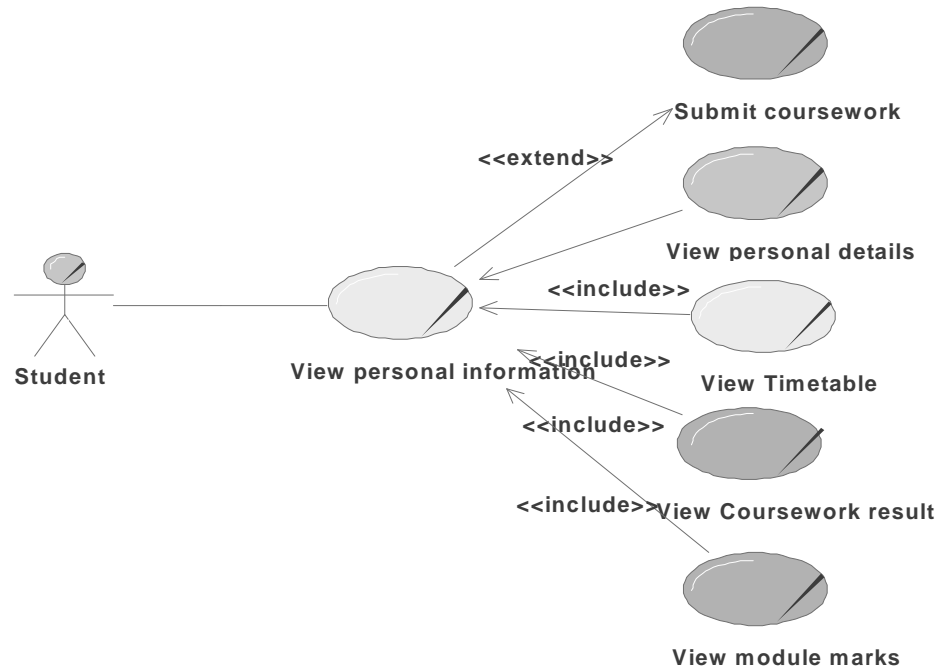 Submit coursework
<<extend>>
View personal details
<<include>>
<<include>>
View personal information
Student
View Timetable
<<include>>
<<include>>
View Coursework result
View module marks